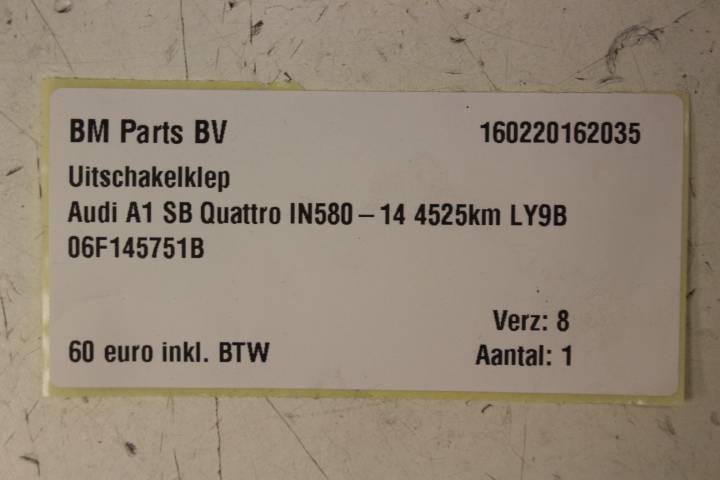 BM Parts BV 160220162035
Uitschakelklep
Audi A1 SB Quattro IN580 – 14 4525km LY9B
06F145751B
Verz: 8
60 euro inkl. BTW Aantal: 1